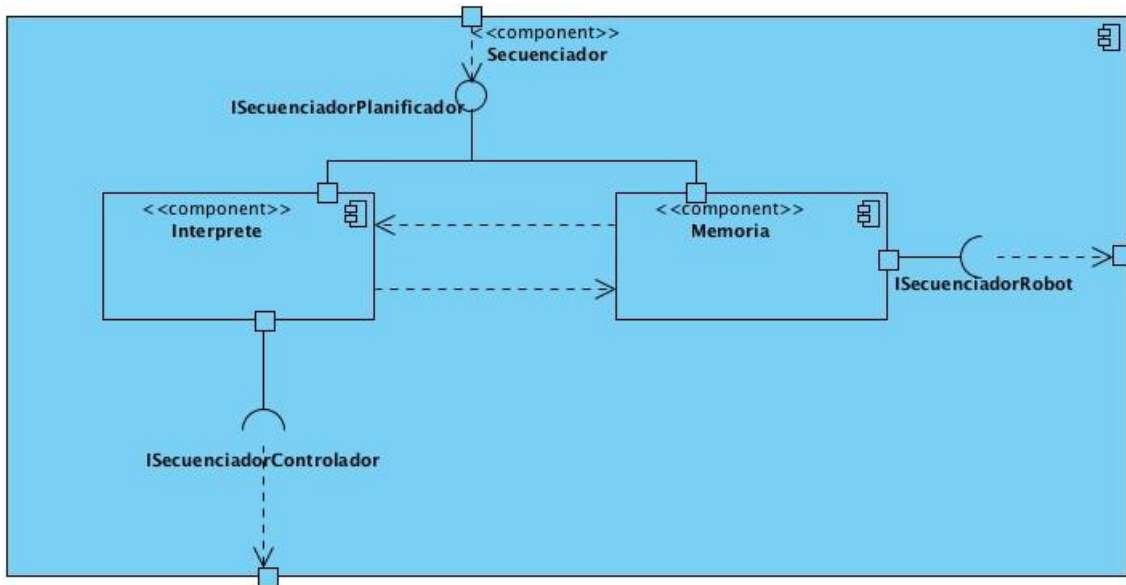 <<component>>
Secuenciador
ISecuenciadorPlanificador
<<component>>
Interprete
<<component>>
Memoria
ISecuenciadorRobot
ISecuenciadorControlador